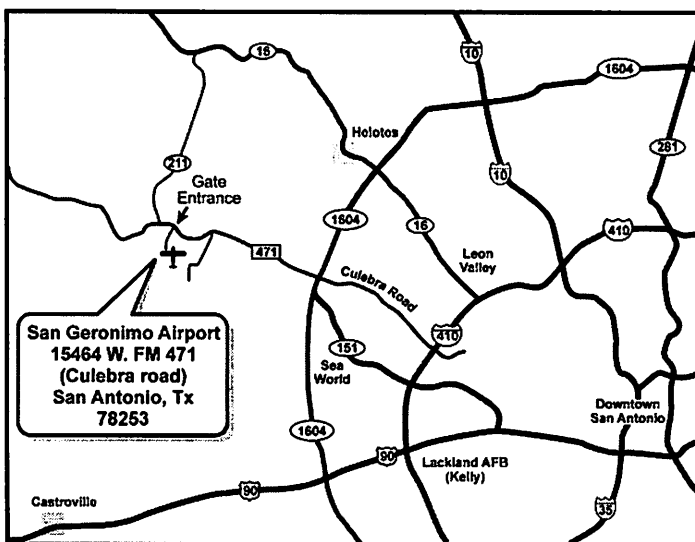 16
10
1604
Holotos
281
211
Gate
Entrance
10
1604
16
410
471
Leon
Valley
Culebra Road
410
San Geronimo Airport
15464 W. FM 471
(Culebra road)
San Antonio, Tx
78253
151
Sea
World
Downtown
San Antonio
1604
90
Lackland AFB
(Kelly)
90
Castroville
35